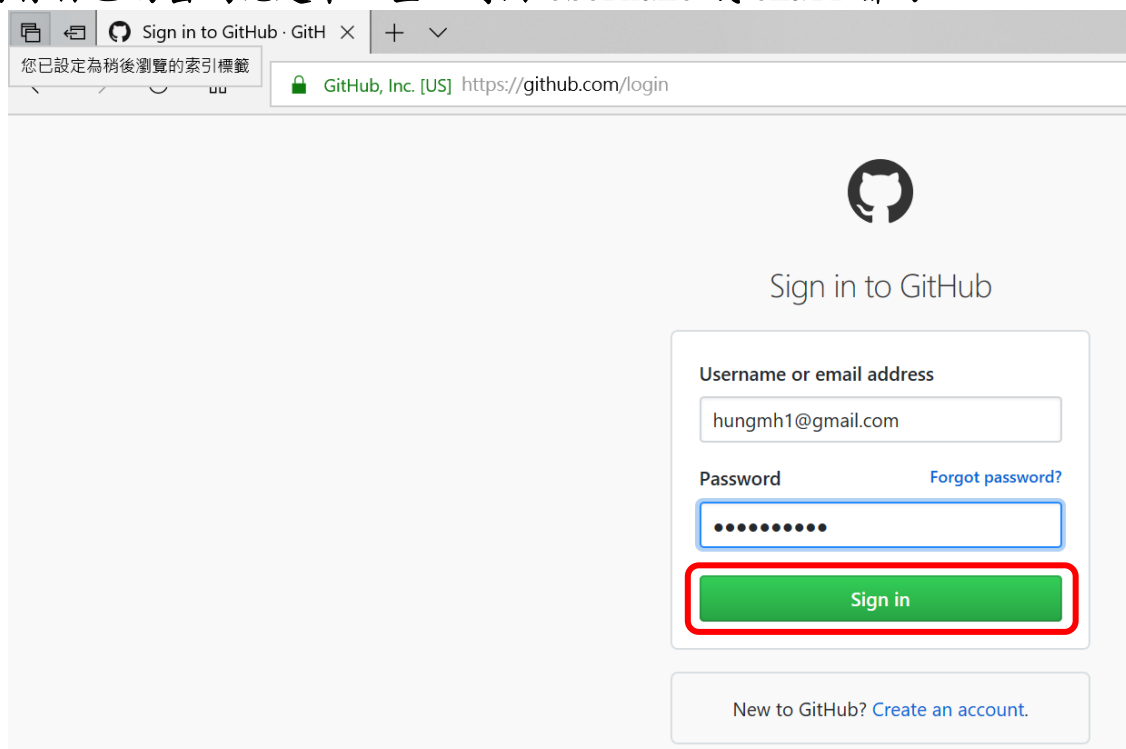 Sign in to GitHub · GitH
您已設定為稍後瀏覽的索引標籤
GitHub, Inc. [US] https://github.com/login
Sign in to GitHub
Username or email address
hungmh1@gmail.com
Password Forgot password?
••••••••••
Sign in
New to GitHub? Create an account.